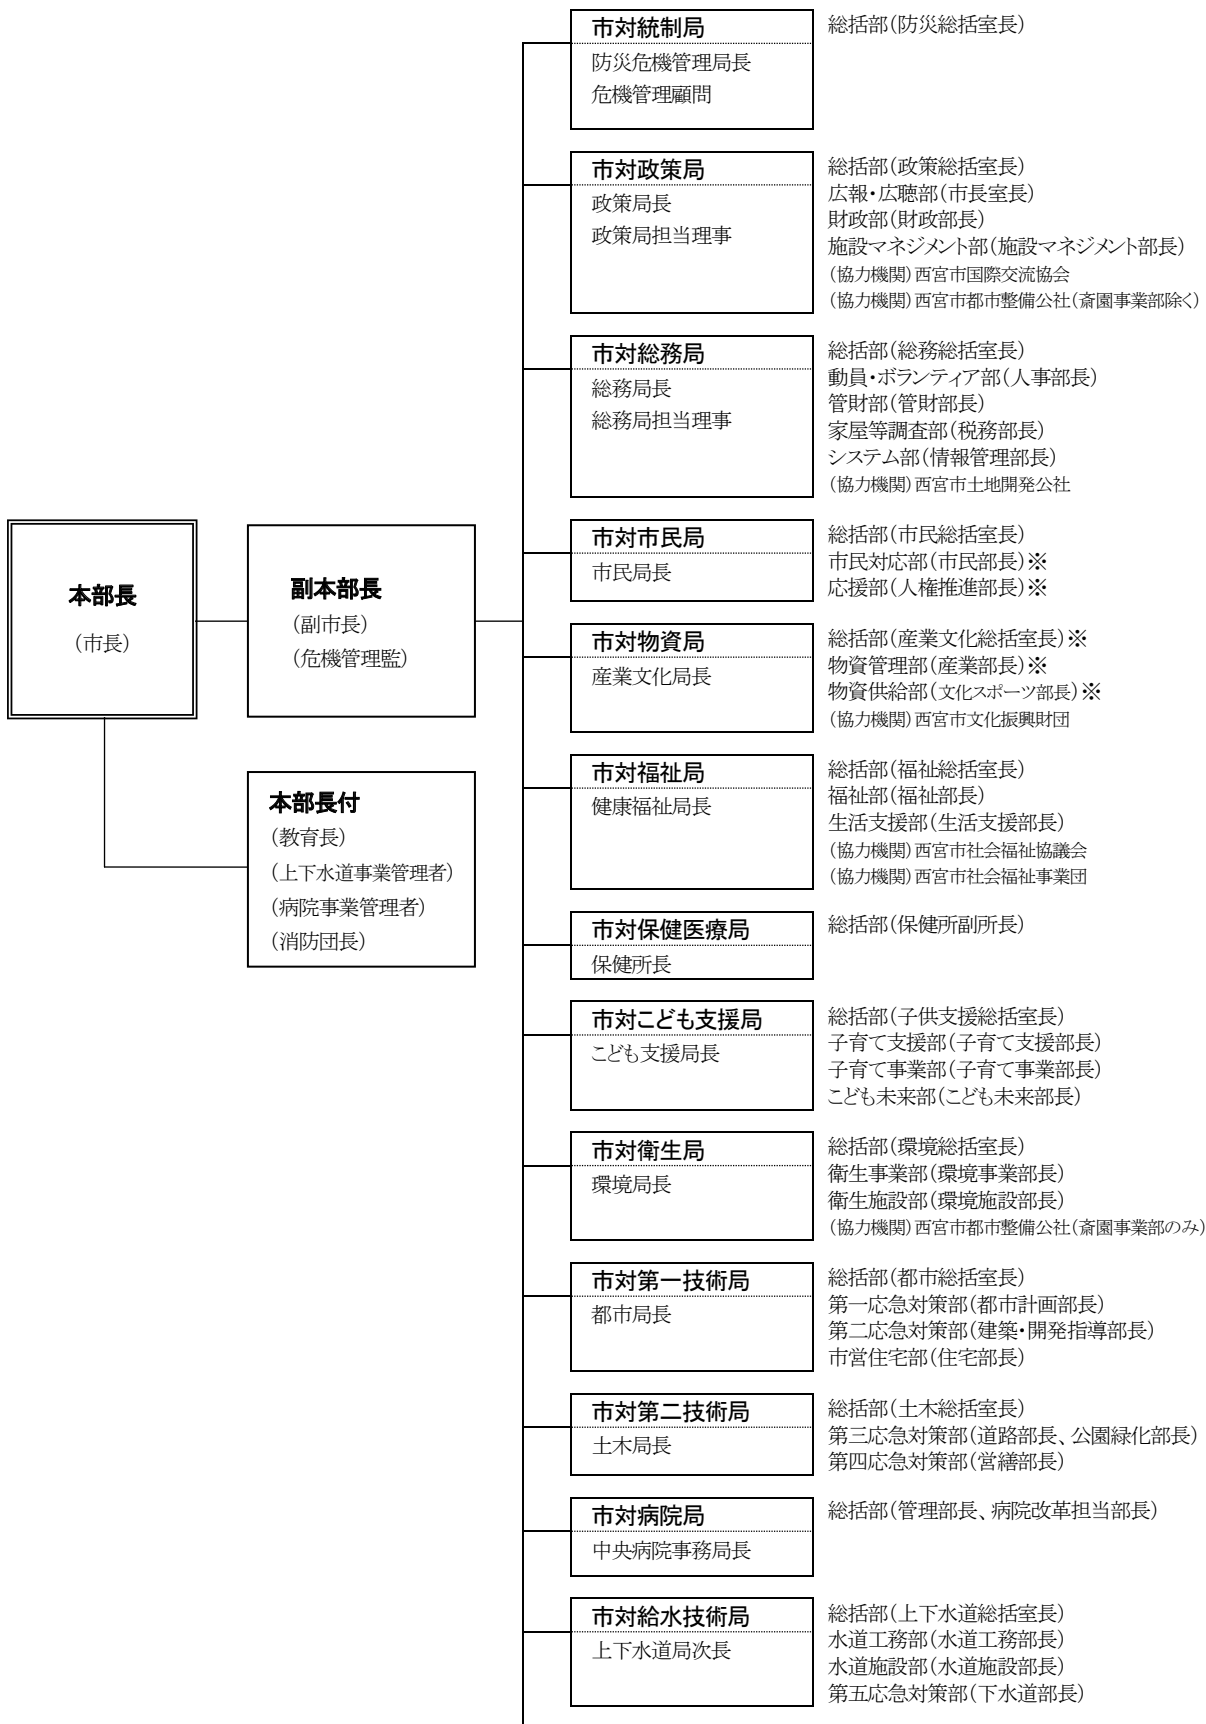 本部長
(市長)
副本部長
(副市長)
(危機管理監)
本部長付
(教育長)
(上下水道事業管理者)
(病院事業管理者)
(消防団長)
市対統制局
防災危機管理局長
危機管理顧問
総括部(防災総括室長)
市対政策局
政策局長
政策局担当理事
総括部(政策総括室長)
広報・広聴部(市長室長)
財政部(財政部長)
施設マネジメント部(施設マネジメント部長)
(協力機関)西宮市国際交流協会
(協力機関)西宮市都市整備公社(斎園事業部除く)
市対総務局
総務局長
総務局担当理事
総括部(総務総括室長)
動員・ボランティア部(人事部長)
管財部(管財部長)
家屋等調査部(税務部長)
システム部(情報管理部長)
(協力機関)西宮市土地開発公社
市対市民局
市民局長
総括部(市民総括室長)
市民対応部(市民部長)※
応援部(人権推進部長)※
市対物資局
産業文化局長
総括部(産業文化総括室長)※
物資管理部(産業部長)※
物資供給部(文化スポーツ部長)※
(協力機関)西宮市文化振興財団
市対福祉局
健康福祉局長
総括部(福祉総括室長)
福祉部(福祉部長)
生活支援部(生活支援部長)
(協力機関)西宮市社会福祉協議会
(協力機関)西宮市社会福祉事業団
市対保健医療局
保健所長
総括部(保健所副所長)
市対こども支援局
こども支援局長
総括部(子供支援総括室長)
子育て支援部(子育て支援部長)
子育て事業部(子育て事業部長)
こども未来部(こども未来部長)
市対衛生局
環境局長
総括部(環境総括室長)
衛生事業部(環境事業部長)
衛生施設部(環境施設部長)
(協力機関)西宮市都市整備公社(斎園事業部のみ)
市対第一技術局
都市局長
総括部(都市総括室長)
第一応急対策部(都市計画部長)
第二応急対策部(建築・開発指導部長)
市営住宅部(住宅部長)
市対第二技術局
土木局長
総括部(土木総括室長)
第三応急対策部(道路部長、公園緑化部長)
第四応急対策部(営繕部長)
市対病院局
中央病院事務局長
総括部(管理部長、病院改革担当部長)
市対給水技術局
上下水道局次長
総括部(上下水道総括室長)
水道工務部(水道工務部長)
水道施設部(水道施設部長)
第五応急対策部(下水道部長)